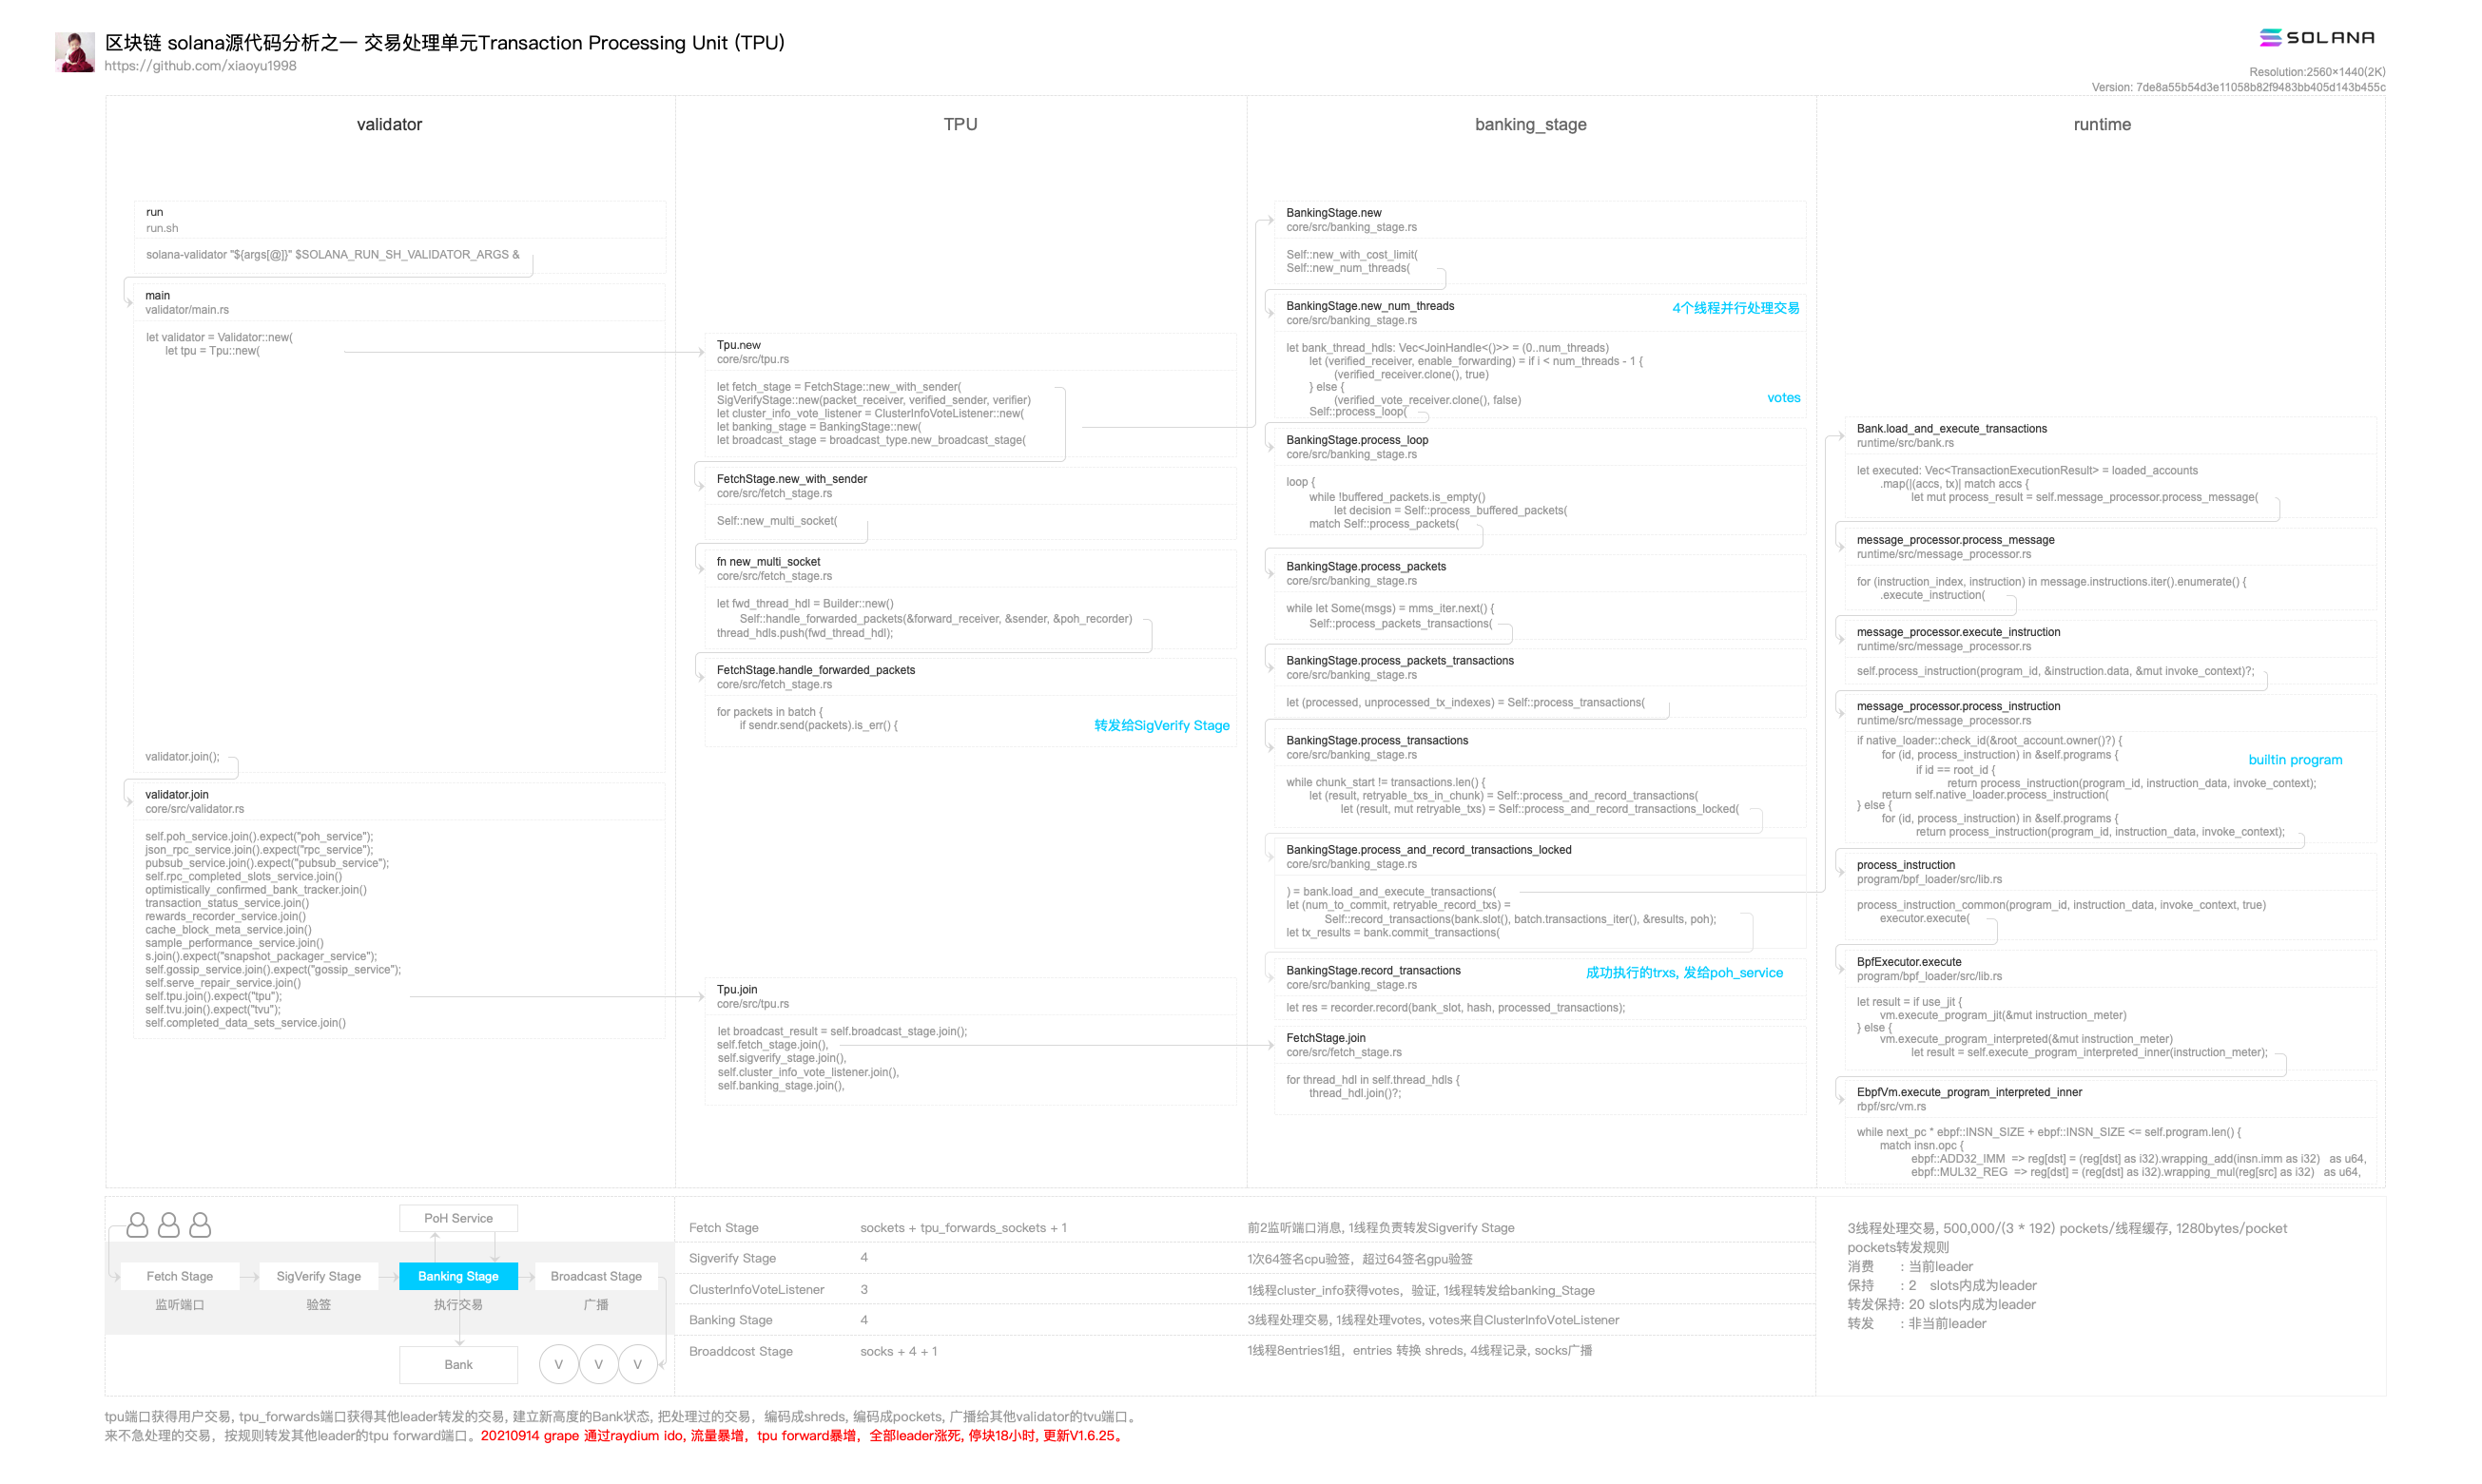 区块链 solana源代码分析之一 交易处理单元Transaction Processing Unit (TPU)
https://github.com/xiaoyu1998
SOLANA
Resolution:2560×1440(2K)
Version: 7de8a55b54d3e11058b82f9483bb405d143b455c
validator
run
run.sh
solana-validator "${args[@]}" $SOLANA_RUN_SH_VALIDATOR_ARGS &
main
validator/main.rs
let validator = Validator::new(
let tpu = Tpu::new(
validator.join();
validator.join
core/src/validator.rs
self.poh_service.join().expect("poh_service");
json_rpc_service.join().expect("rpc_service");
pubsub_service.join().expect("pubsub_service");
self.rpc_completed_slots_service.join()
optimistically_confirmed_bank_tracker.join()
transaction_status_service.join()
rewards_recorder_service.join()
cache_block_meta_service.join()
sample_performance_service.join()
s.join().expect("snapshot_packager_service");
self.gossip_service.join().expect("gossip_service");
self.serve_repair_service.join()
self.tpu.join().expect("tpu");
self.tvu.join().expect("tvu");
self.completed_data_sets_service.join()
TPU
Tpu.new
core/src/tpu.rs
let fetch_stage = FetchStage::new_with_sender(
SigVerifyStage::new(packet_receiver, verified_sender, verifier)
let cluster_info_vote_listener = ClusterInfoVoteListener::new(
let banking_stage = BankingStage::new(
let broadcast_stage = broadcast_type.new_broadcast_stage(
FetchStage.new_with_sender
core/src/fetch_stage.rs
Self::new_multi_socket(
fn new_multi_socket
core/src/fetch_stage.rs
let fwd_thread_hdl = Builder::new()
Self::handle_forwarded_packets(&forward_receiver, &sender, &poh_recorder)
thread_hdls.push(fwd_thread_hdl);
FetchStage.handle_forwarded_packets
core/src/fetch_stage.rs
for packets in batch {
if sendr.send(packets).is_err() {
转发给SigVerify Stage
Tpu.join
core/src/tpu.rs
let broadcast_result = self.broadcast_stage.join();
self.fetch_stage.join(),
self.sigverify_stage.join(),
self.cluster_info_vote_listener.join(),
self.banking_stage.join(),
banking_stage
BankingStage.new
core/src/banking_stage.rs
Self::new_with_cost_limit(
Self::new_num_threads(
BankingStage.new_num_threads
4个线程并行处理交易
core/src/banking_stage.rs
let bank_thread_hdls: Vec<JoinHandle<()>> = (0..num_threads)
let (verified_receiver, enable_forwarding) = if i < num_threads - 1 {
(verified_receiver.clone(), true)
} else {
(verified_vote_receiver.clone(), false)
votes
Self::process_loop(
BankingStage.process_loop
core/src/banking_stage.rs
loop {
while !buffered_packets.is_empty()
let decision = Self::process_buffered_packets(
match Self::process_packets(
BankingStage.process_packets
core/src/banking_stage.rs
while let Some(msgs) = mms_iter.next() {
Self::process_packets_transactions(
BankingStage.process_packets_transactions
core/src/banking_stage.rs
let (processed, unprocessed_tx_indexes) = Self::process_transactions(
BankingStage.process_transactions
core/src/banking_stage.rs
while chunk_start != transactions.len() {
let (result, retryable_txs_in_chunk) = Self::process_and_record_transactions(
let (result, mut retryable_txs) = Self::process_and_record_transactions_locked(
BankingStage.process_and_record_transactions_locked
core/src/banking_stage.rs
) = bank.load_and_execute_transactions(
let (num_to_commit, retryable_record_txs) =
Self::record_transactions(bank.slot(), batch.transactions_iter(), &results, poh);
let tx_results = bank.commit_transactions(
BankingStage.record_transactions
成功执行的trxs, 发给poh_service
core/src/banking_stage.rs
let res = recorder.record(bank_slot, hash, processed_transactions);
FetchStage.join
core/src/fetch_stage.rs
for thread_hdl in self.thread_hdls {
thread_hdl.join()?;
runtime
Bank.load_and_execute_transactions
runtime/src/bank.rs
let executed: Vec<TransactionExecutionResult> = loaded_accounts
.map(|(accs, tx)| match accs {
let mut process_result = self.message_processor.process_message(
message_processor.process_message
runtime/src/message_processor.rs
for (instruction_index, instruction) in message.instructions.iter().enumerate() {
.execute_instruction(
message_processor.execute_instruction
runtime/src/message_processor.rs
self.process_instruction(program_id, &instruction.data, &mut invoke_context)?;
message_processor.process_instruction
runtime/src/message_processor.rs
if native_loader::check_id(&root_account.owner()?) {
for (id, process_instruction) in &self.programs {
builtin program
if id == root_id {
return process_instruction(program_id, instruction_data, invoke_context);
return self.native_loader.process_instruction(
} else {
for (id, process_instruction) in &self.programs {
return process_instruction(program_id, instruction_data, invoke_context);
process_instruction
program/bpf_loader/src/lib.rs
process_instruction_common(program_id, instruction_data, invoke_context, true)
executor.execute(
BpfExecutor.execute
program/bpf_loader/src/lib.rs
let result = if use_jit {
vm.execute_program_jit(&mut instruction_meter)
} else {
vm.execute_program_interpreted(&mut instruction_meter)
let result = self.execute_program_interpreted_inner(instruction_meter);
EbpfVm.execute_program_interpreted_inner
rbpf/src/vm.rs
while next_pc * ebpf::INSN_SIZE + ebpf::INSN_SIZE <= self.program.len() {
match insn.opc {
ebpf::ADD32_IMM => reg[dst] = (reg[dst] as i32).wrapping_add(insn.imm as i32) as u64,
ebpf::MUL32_REG => reg[dst] = (reg[dst] as i32).wrapping_mul(reg[src] as i32) as u64,
PoH Service
Fetch Stage
SigVerify Stage
Banking Stage
Broadcast Stage
监听端口
验签
执行交易
广播
Bank
V
V
V
Fetch Stage sockets + tpu_forwards_sockets + 1 前2监听端口消息, 1线程负责转发Sigverify Stage
Sigverify Stage 4 1次64签名cpu验签，超过64签名gpu验签
ClusterInfoVoteListener 3 1线程cluster_info获得votes，验证, 1线程转发给banking_Stage
Banking Stage 4 3线程处理交易, 1线程处理votes, votes来自ClusterInfoVoteListener
Broaddcost Stage socks + 4 + 1 1线程8entries1组，entries 转换 shreds, 4线程记录, socks广播
3线程处理交易, 500,000/(3 * 192) pockets/线程缓存, 1280bytes/pocket
pockets转发规则
消费 : 当前leader
保持 : 2 slots内成为leader
转发保持: 20 slots内成为leader
转发 : 非当前leader
tpu端口获得用户交易, tpu_forwards端口获得其他leader转发的交易, 建立新高度的Bank状态, 把处理过的交易，编码成shreds, 编码成pockets, 广播给其他validator的tvu端口。
来不急处理的交易，按规则转发其他leader的tpu forward端口。20210914 grape 通过raydium ido, 流量暴增，tpu forward暴增，全部leader涨死, 停块18小时, 更新V1.6.25。